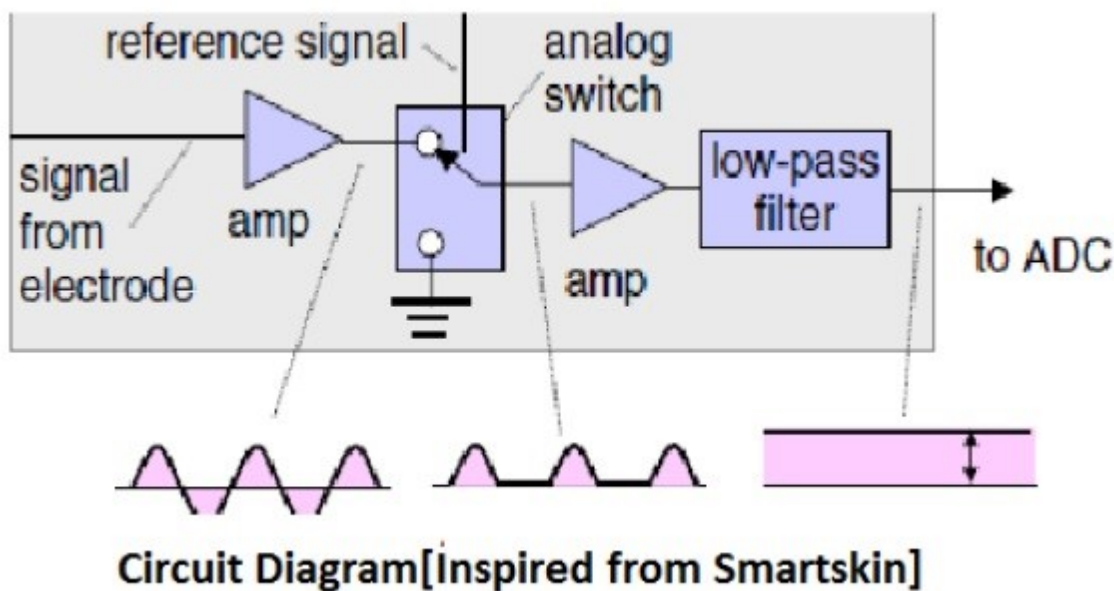 reference signal
analog
switch
signal
from
electrode
amp
amp
low-pass
filter
to ADC
Circuit Diagram[Inspired from Smartskin]